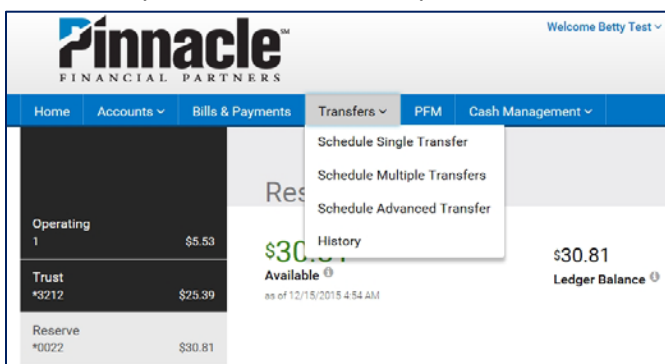 Pinnacle℠
FINANCIAL PARTNERS
Welcome Betty Test
Home Accounts Bills & Payments Transfers PFM Cash Management
Schedule Single Transfer
Schedule Multiple Transfers
Schedule Advanced Transfer
History
Operating
1 $5.53
Trust
*3212 $25.39
Reserve
*0022 $30.81
Available
as of 12/15/2015 4:54 AM
$30.81
Ledger Balance